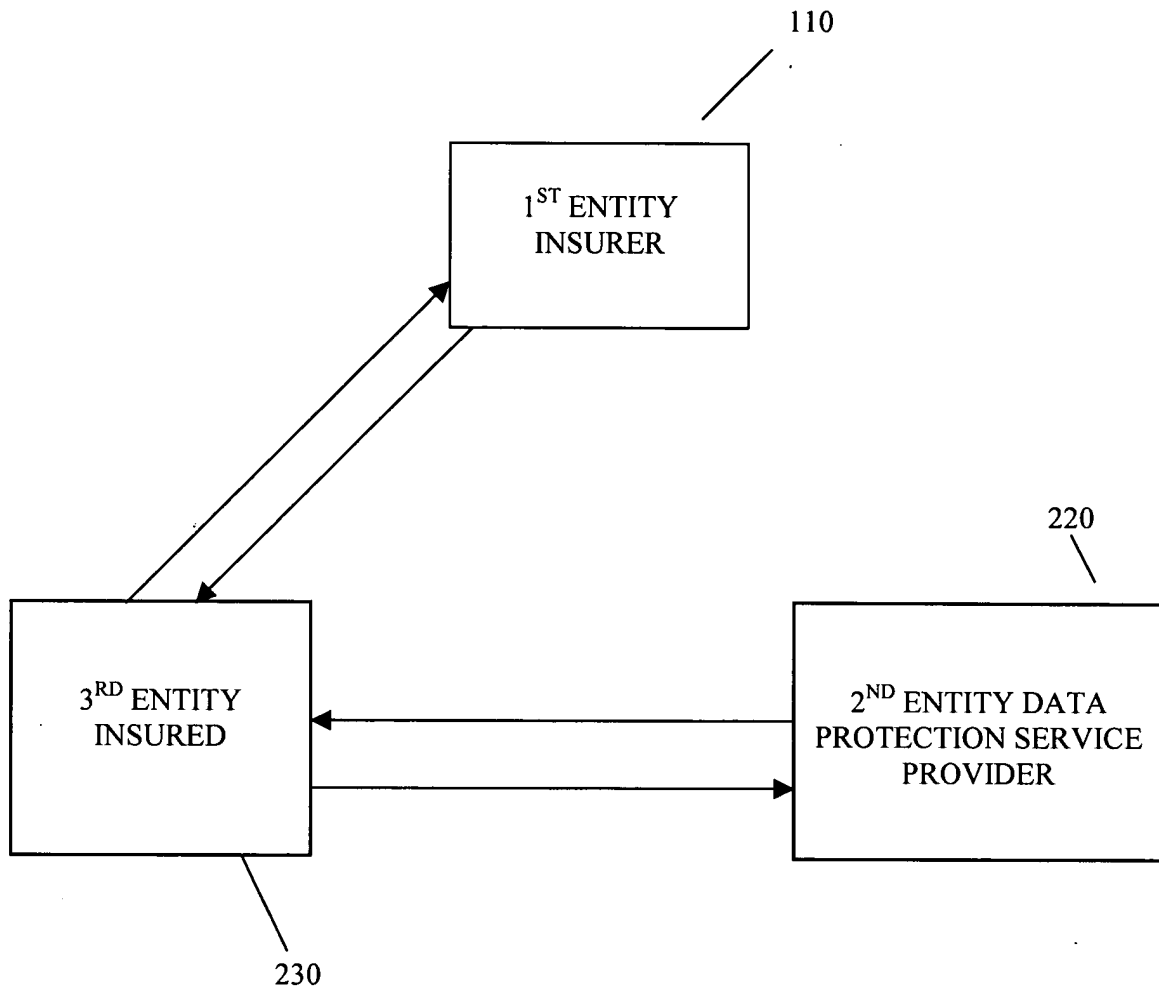 110
1ST ENTITY
INSURER
220
3RD ENTITY
INSURED
2ND ENTITY DATA
PROTECTION SERVICE
PROVIDER
230